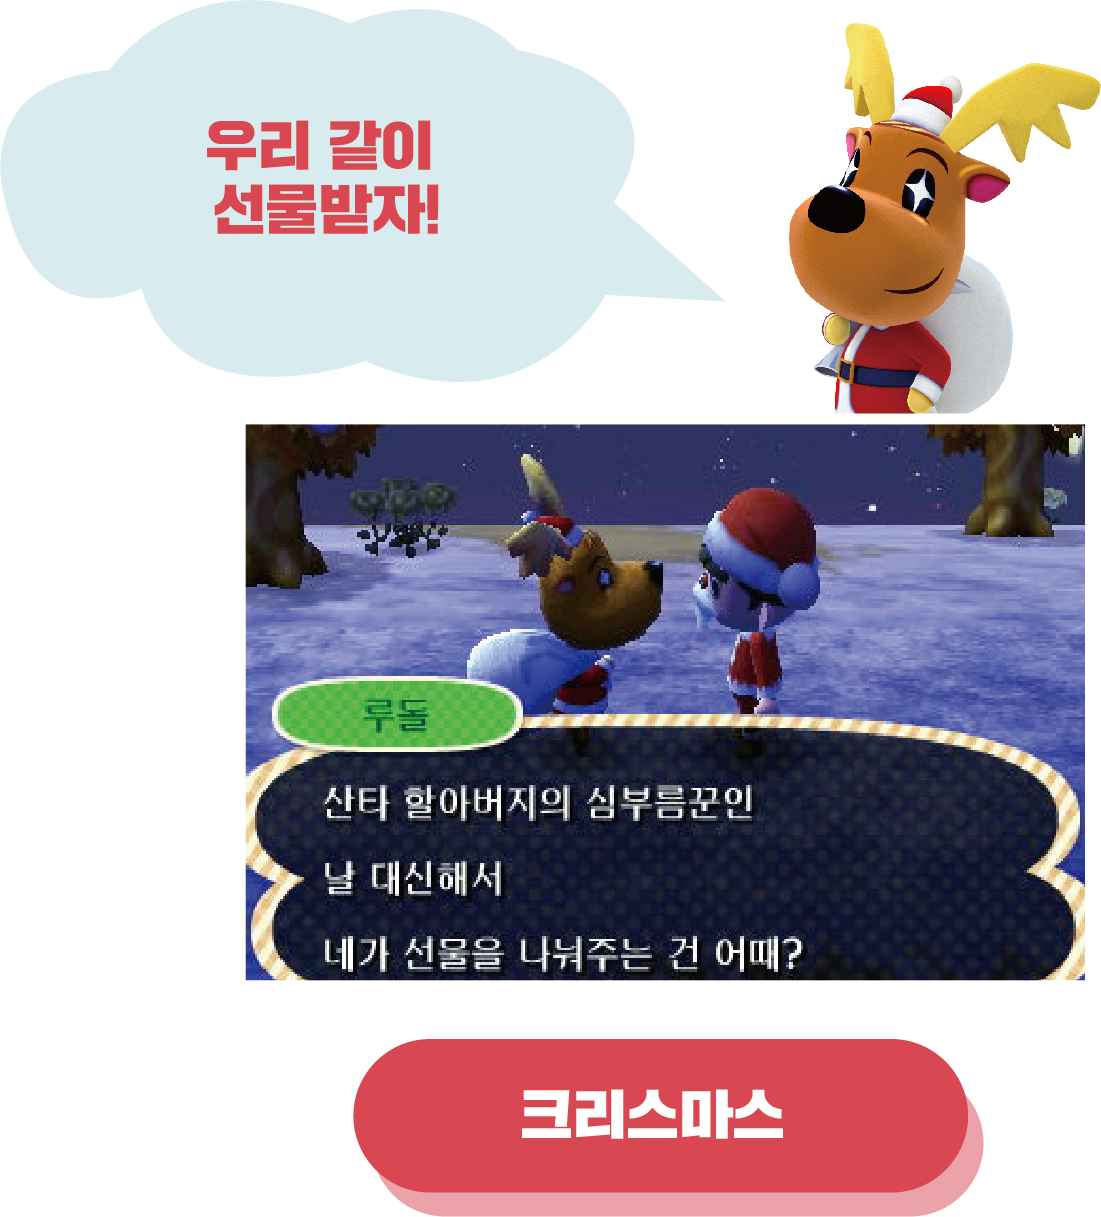 우리 같이
선물받자!
루돌
산타 할아버지의 심부름꾼인
날 대신해서
네가 선물을 나눠주는 건 어때?
크리스마스